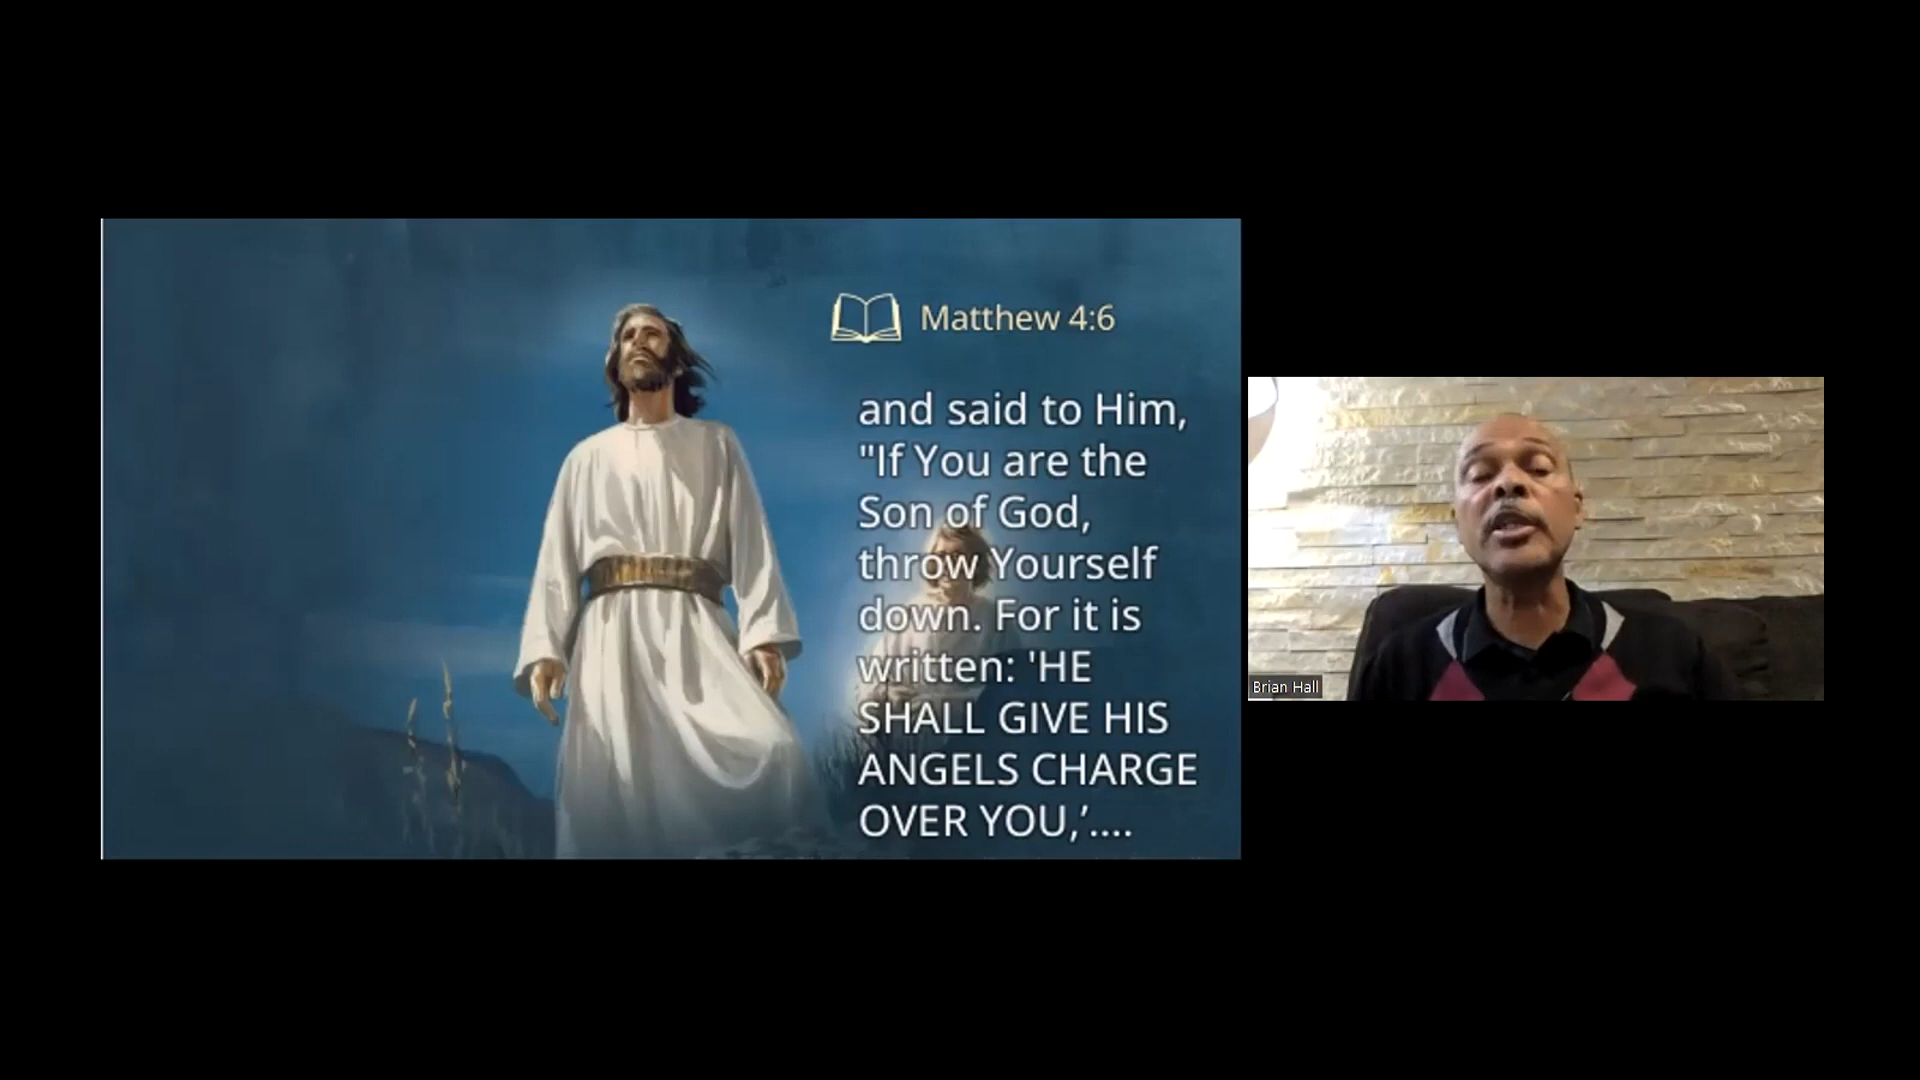 Matthew 4:6
and said to Him,
"If You are the
Son of God,
throw Yourself
down. For it is
written: 'HE
SHALL GIVE HIS
ANGELS CHARGE
OVER YOU,’....
Brian Hall